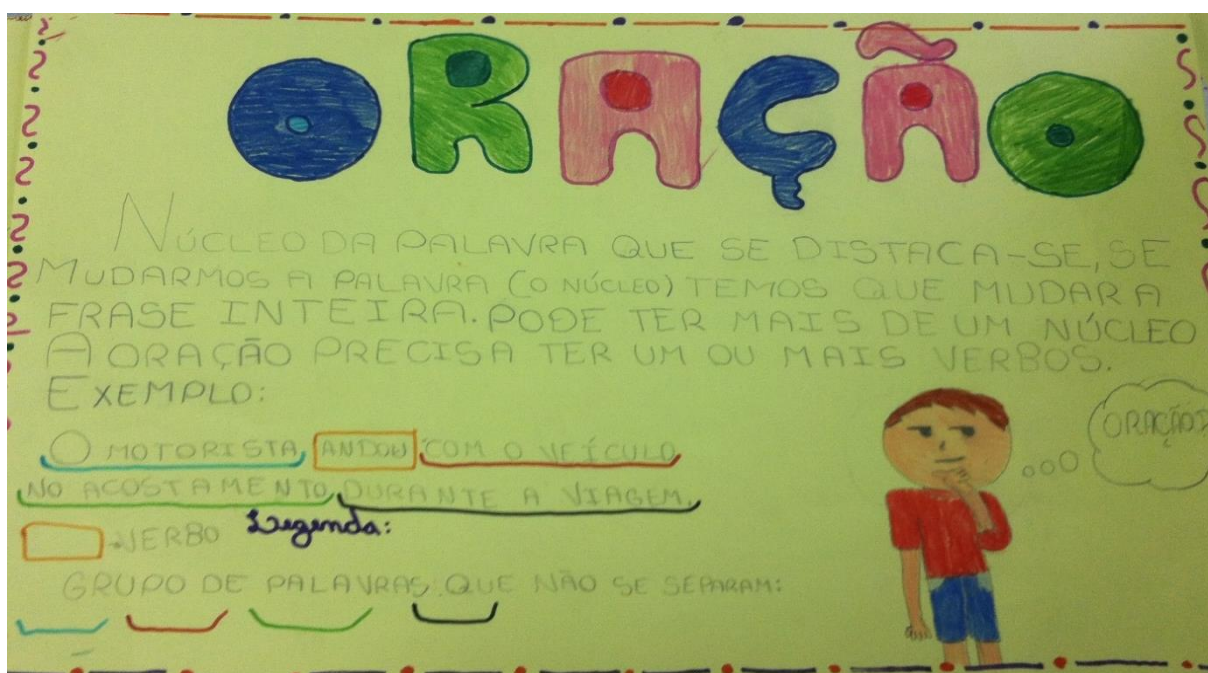 ORAÇÃO
NÚCLEO DA PALAVRA QUE SE DISTACA-SE, SE
MUDARMOS A PALAVRA (O NÚCLEO) TEMOS QUE MUDAR A
FRASE INTEIRA. PODE TER MAIS DE UM NÚCLEO
A ORAÇÃO PRECISA TER UM OU MAIS VERBOS.
EXEMPLO:
O MOTORISTA ANDOU COM O VEÍCULO
NO ACOSTAMENTO DURANTE A VIAGEM.
VERBO Legenda:
GRUPO DE PALAVRAS QUE NÃO SE SEPARAM:
ORAÇÃO?